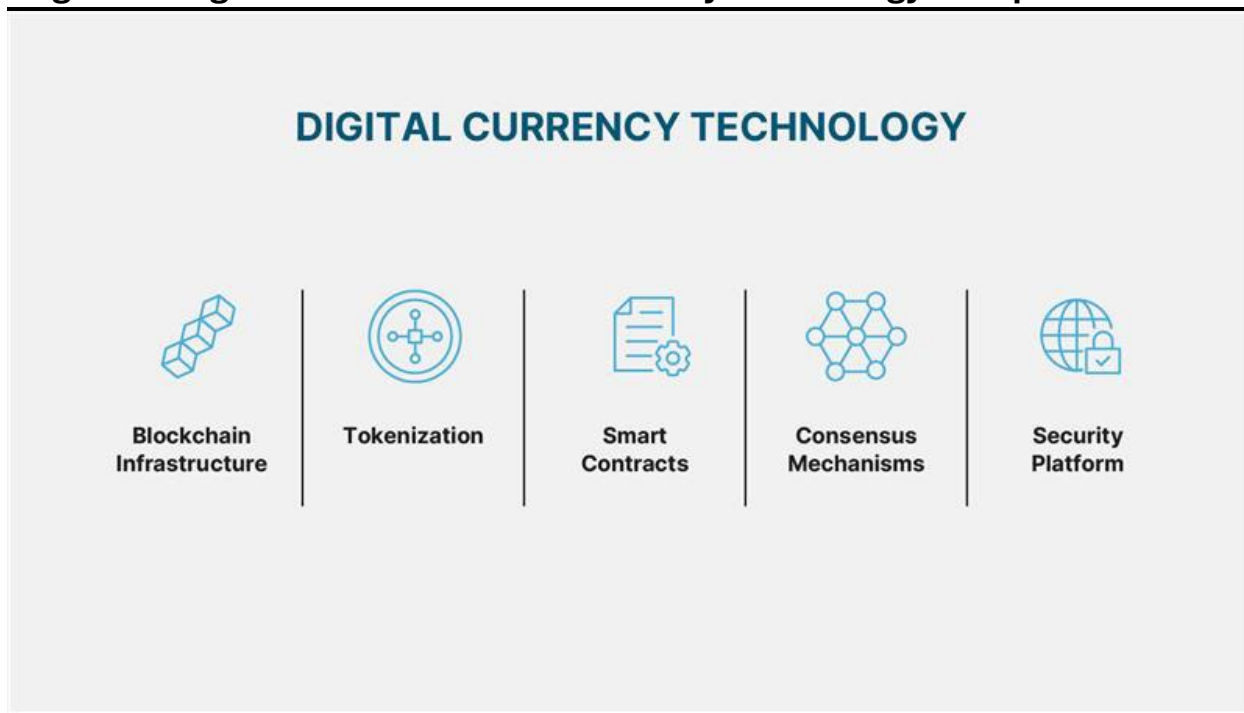 DIGITAL CURRENCY TECHNOLOGY
Blockchain
Infrastructure
Tokenization
Smart
Contracts
Consensus
Mechanisms
Security
Platform